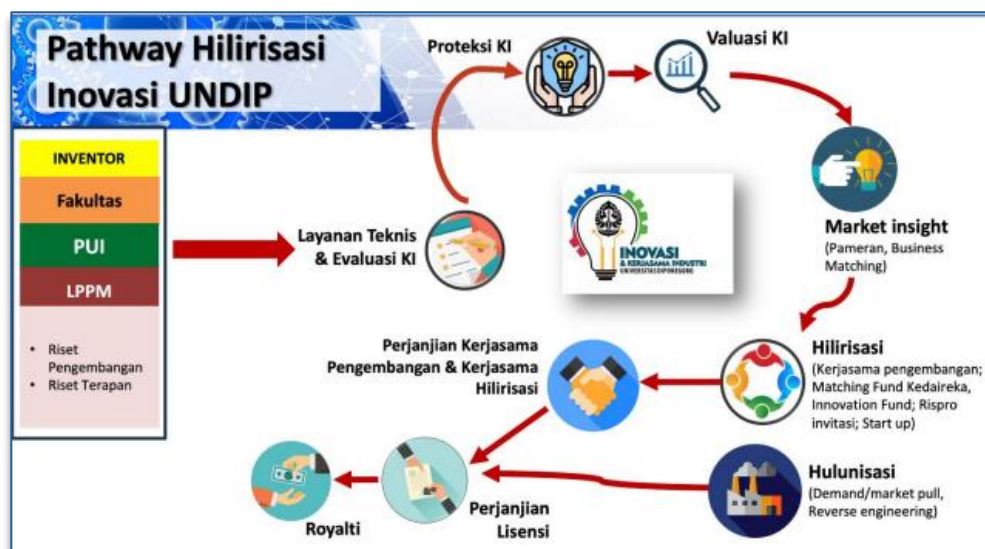 Pathway Hilirisasi
Inovasi UNDIP
Proteksi KI
Valuasi KI
INVENTOR
Fakultas
PUI
LPPM
• Riset
Pengembangan
• Riset Terapan
Layanan Teknis
& Evaluasi KI
INOVASI
& KERJASAMA INDUSTRI
UNIVERSITAS DIPONEGORO
Market insight
(Pameran, Business
Matching)
Hilirisasi
(Kerjasama pengembangan;
Matching Fund Kedaireka,
Innovation Fund; Rispro
invitasi; Start up)
Perjanjian Kerjasama
Pengembangan & Kerjasama
Hilirisasi
Hulunisasi
(Demand/market pull,
Reverse engineering)
Perjanjian
Lisensi
Royalti